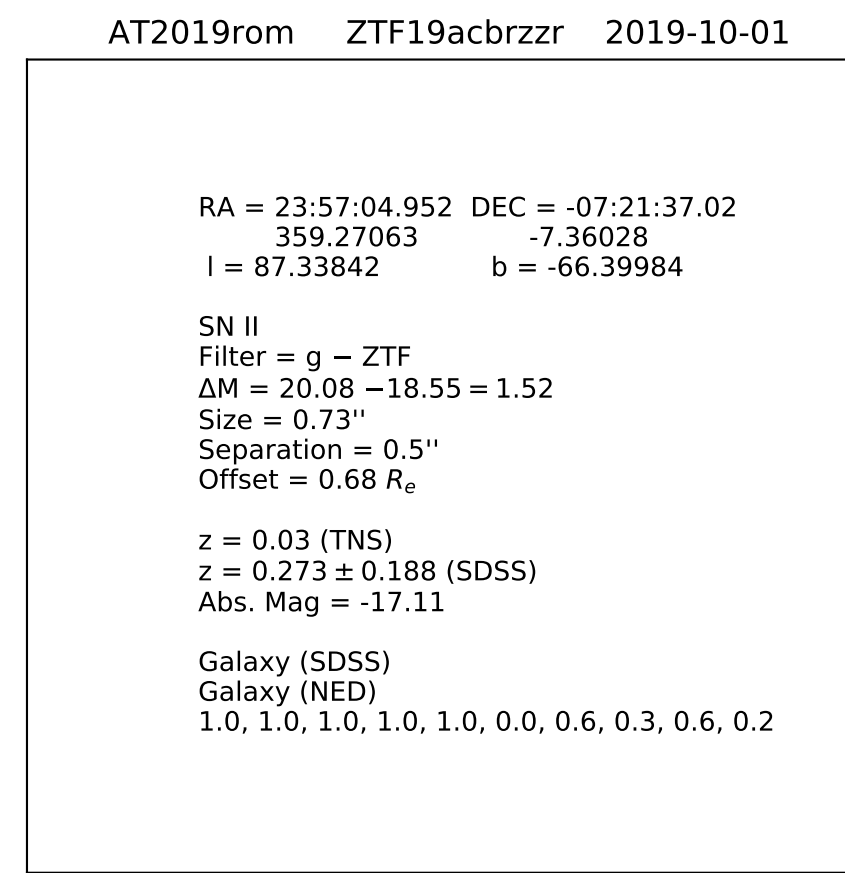 AT2019rom ZTF19acbrzzr 2019-10-01
RA = 23:57:04.952 DEC = -07:21:37.02
359.27063 -7.36028
l = 87.33842 b = -66.39984
SN II
Filter = g − ZTF
ΔM = 20.08 −18.55 = 1.52
Size = 0.73''
Separation = 0.5''
Offset = 0.68 Rₑ
z = 0.03 (TNS)
z = 0.273 ± 0.188 (SDSS)
Abs. Mag = -17.11
Galaxy (SDSS)
Galaxy (NED)
1.0, 1.0, 1.0, 1.0, 1.0, 0.0, 0.6, 0.3, 0.6, 0.2